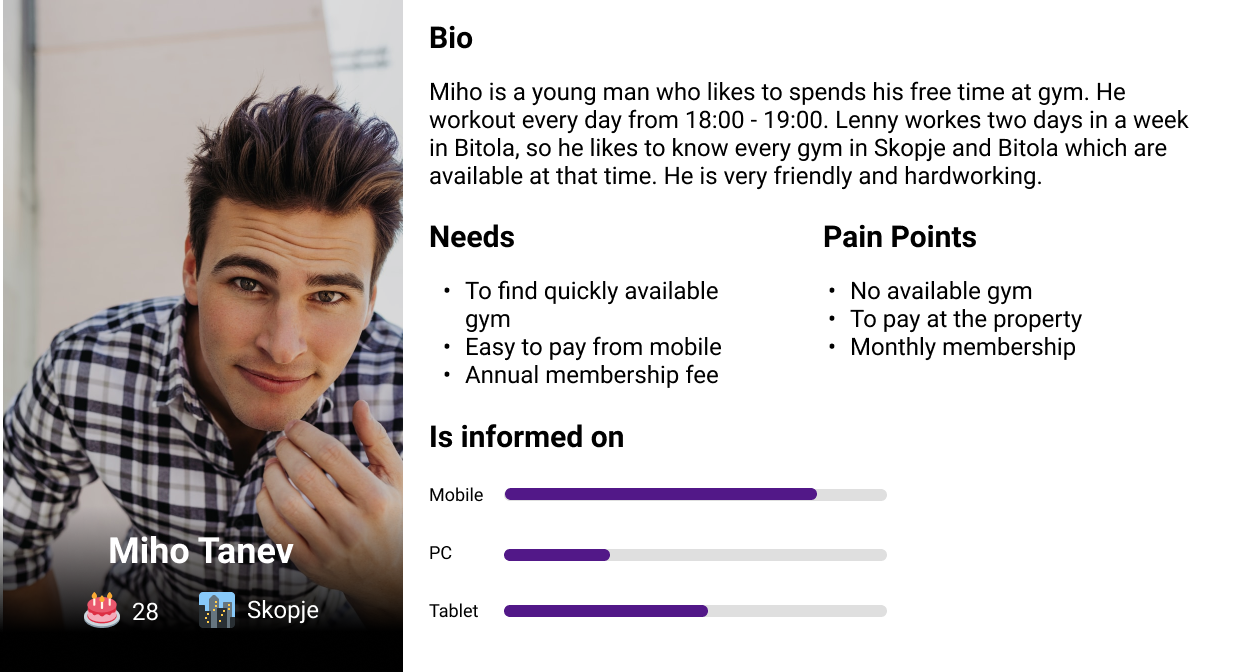 Bio
Miho is a young man who likes to spends his free time at gym. He
workout every day from 18:00 - 19:00. Lenny workes two days in a week
in Bitola, so he likes to know every gym in Skopje and Bitola which are
available at that time. He is very friendly and hardworking.
Needs
• To find quickly available
gym
• Easy to pay from mobile
• Annual membership fee
Pain Points
• No available gym
• To pay at the property
• Monthly membership
Is informed on
Mobile
PC
Tablet
Miho Tanev
28
Skopje